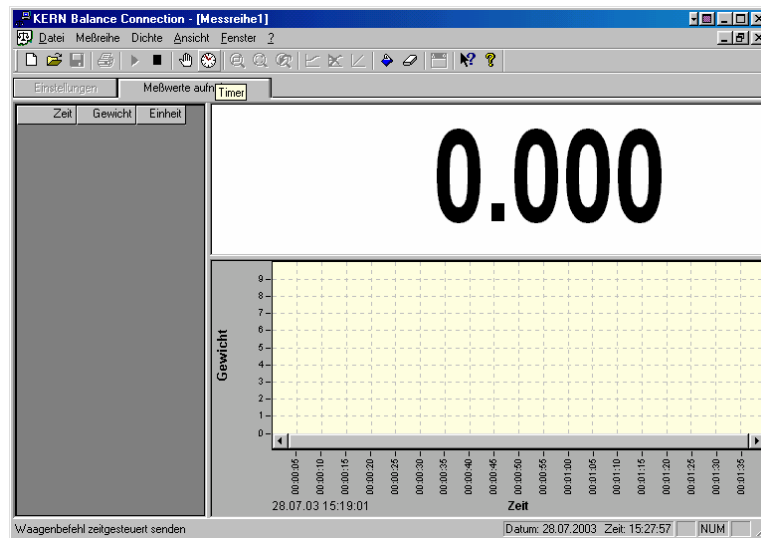 KERN Balance Connection - [Messreihe1]
Datei Meßreihe Dichte Ansicht Fenster ?
Einstellungen Meßwerte aufn
Timer
Zeit Gewicht Einheit
0.000
Gewicht
9
8
7
6
5
4
3
2
1
0
00:00:05 00:00:10 00:00:15 00:00:20 00:00:25 00:00:30 00:00:35 00:00:40 00:00:45 00:00:50 00:00:55 00:01:00 00:01:05 00:01:10 00:01:15 00:01:20 00:01:25 00:01:30 00:01:35
28.07.03 15:19:01 Zeit
Waagenbefehl zeitgesteuert senden Datum: 28.07.2003 Zeit: 15:27:57 NUM